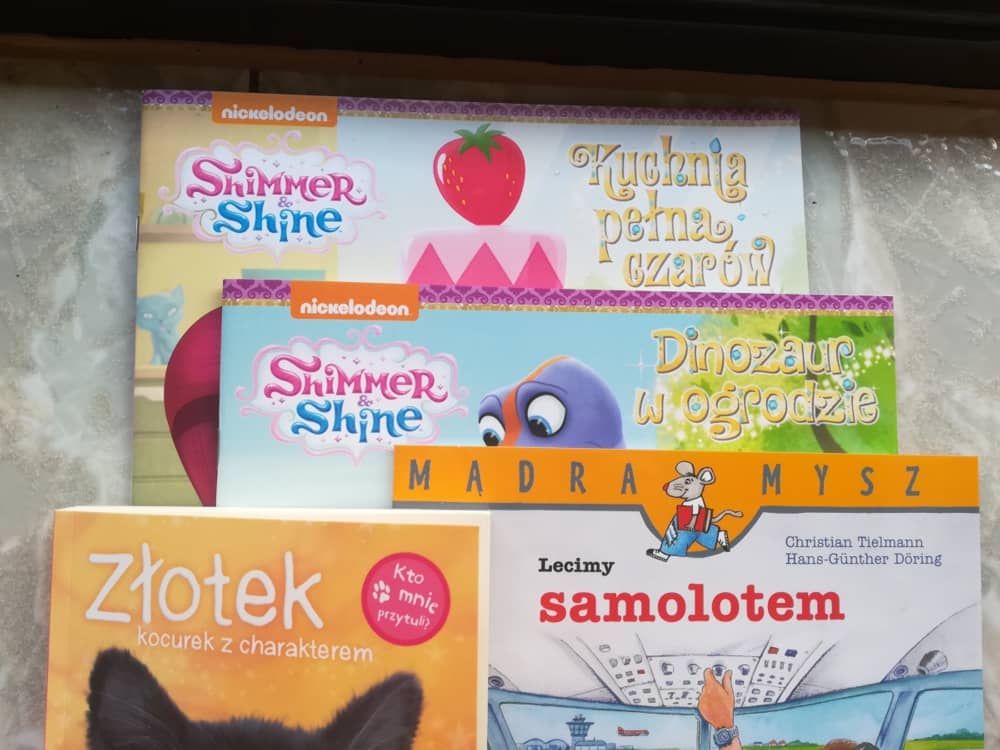 nickelodeon
SHIMMER
&
Shine
Kuchnia
pełna
czarów
nickelodeon
SHIMMER
&
Shine
Dinozaur
w ogrodzie
MĄDRA MYSZ
Christian Tielmann
Hans-Günther Döring
Lecimy
samolotem
Złotek
kocurek z charakterem
Kto
mnie
przytuli?